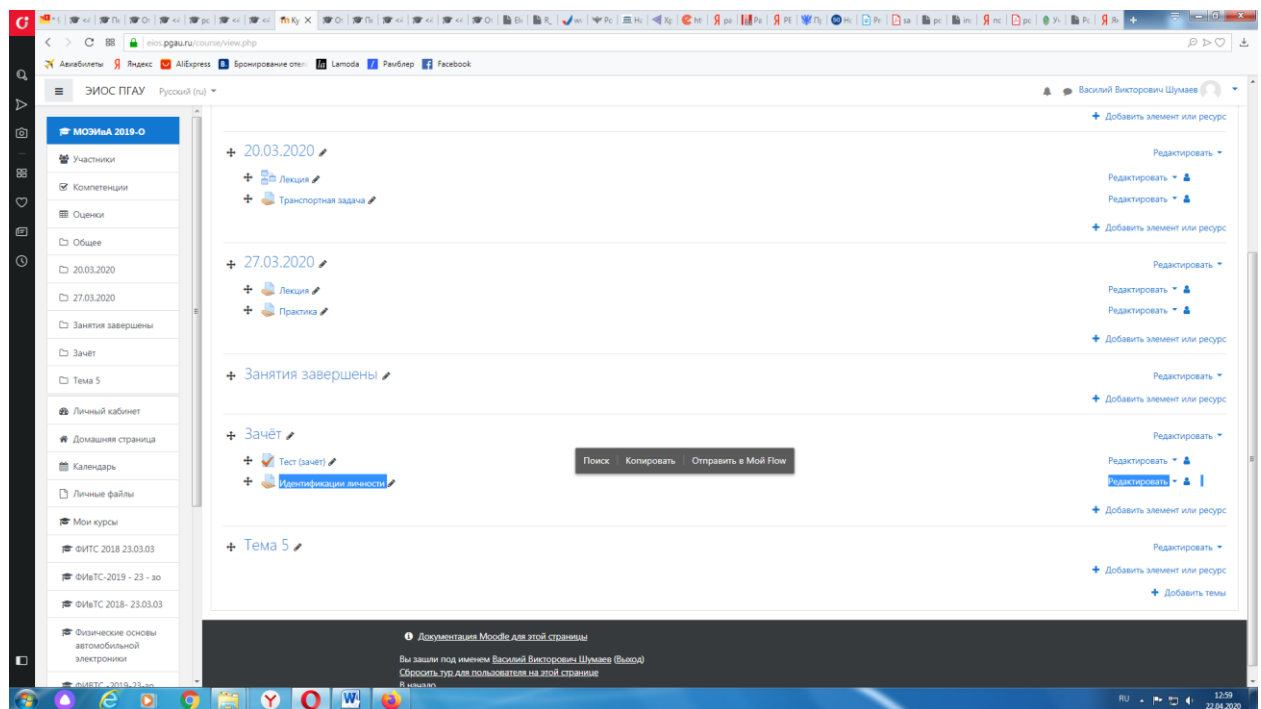 eios.pgau.ru/course/view.php
Авиабилеты Яндекс AliExpress Бронирование отел Lamoda Рамблер Facebook
ЭИОС ПГАУ Русский (ru)
Василий Викторович Шумаев
МОЭИвА 2019-О
Участники
Компетенции
Оценки
Общее
20.03.2020
27.03.2020
Занятия завершены
Зачёт
Тема 5
Личный кабинет
Домашняя страница
Календарь
Личные файлы
Мои курсы
ФИТС 2018 23.03.03
ФИвТС-2019 - 23 - зо
ФИвТС 2018- 23.03.03
Физические основы
автомобильной
электроники
Добавить элемент или ресурс
20.03.2020 Редактировать
Лекция Редактировать
Транспортная задача Редактировать
Добавить элемент или ресурс
27.03.2020 Редактировать
Лекция Редактировать
Практика Редактировать
Добавить элемент или ресурс
Занятия завершены Редактировать
Добавить элемент или ресурс
Зачёт Редактировать
Поиск Копировать Отправить в Мой Flow
Тест (зачёт) Редактировать
Идентификации личности Редактировать
Добавить элемент или ресурс
Тема 5 Редактировать
Добавить элемент или ресурс
Добавить темы
Документация Moodle для этой страницы
Вы зашли под именем Василий Викторович Шумаев (Выход)
Сбросить тур для пользователя на этой странице
В начало
RU 12:59
22.04.2020